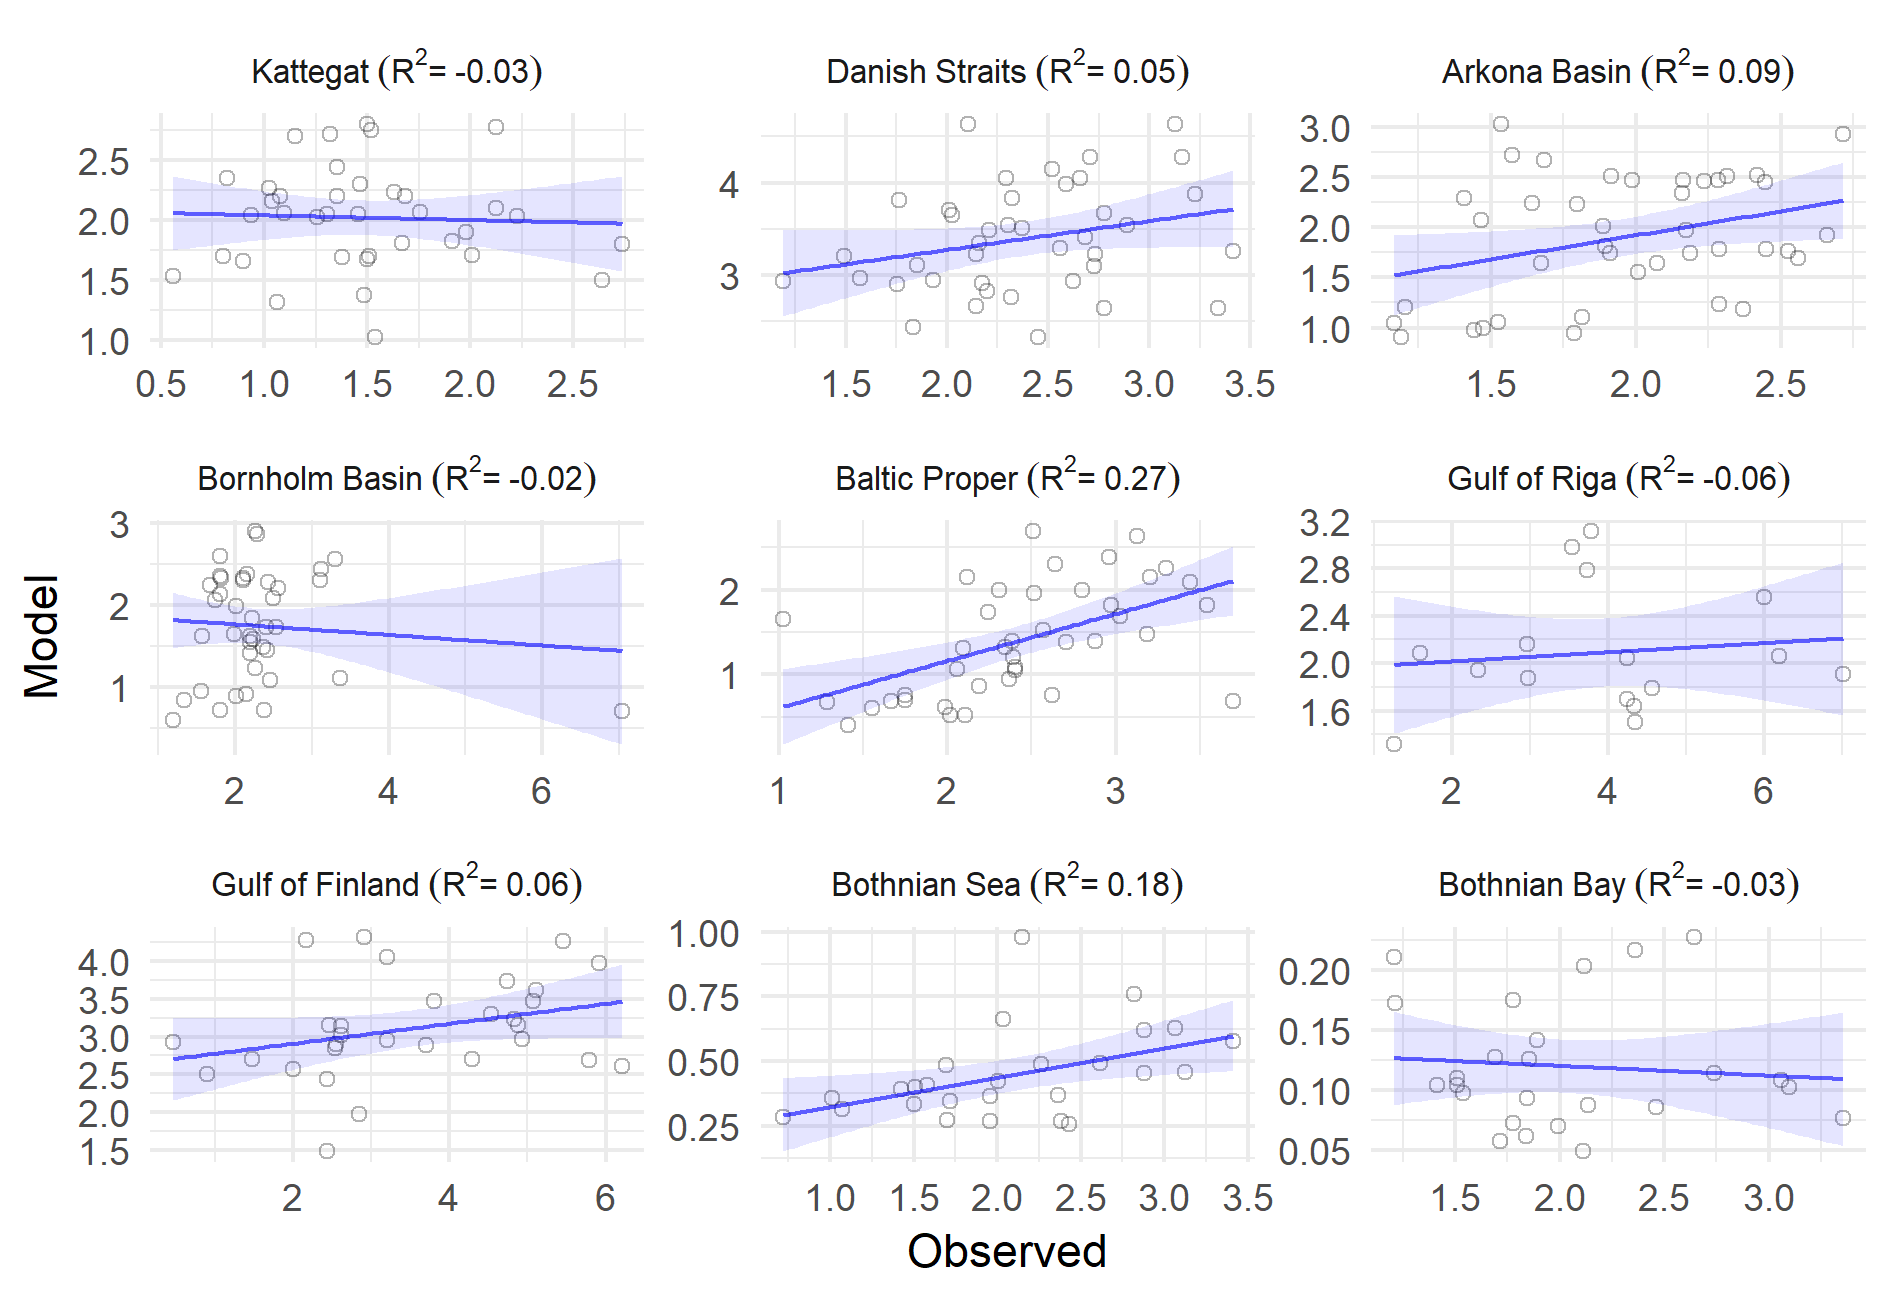 Kattegat (R²= -0.03)
Danish Straits (R²= 0.05)
Arkona Basin (R²= 0.09)
2.5
2.0
1.5
1.0
0.5 1.0 1.5 2.0 2.5
4
3
1.5 2.0 2.5 3.0 3.5
3.0
2.5
2.0
1.5
1.0
1.5 2.0 2.5
Bornholm Basin (R²= -0.02)
Baltic Proper (R²= 0.27)
Gulf of Riga (R²= -0.06)
3
2
1
2 4 6
2
1
1 2 3
3.2
2.8
2.4
2.0
1.6
2 4 6
Model
Gulf of Finland (R²= 0.06)
Bothnian Sea (R²= 0.18)
Bothnian Bay (R²= -0.03)
4.0
3.5
3.0
2.5
2.0
1.5
2 4 6
1.00
0.75
0.50
0.25
1.0 1.5 2.0 2.5 3.0 3.5
0.20
0.15
0.10
0.05
1.5 2.0 2.5 3.0
Observed